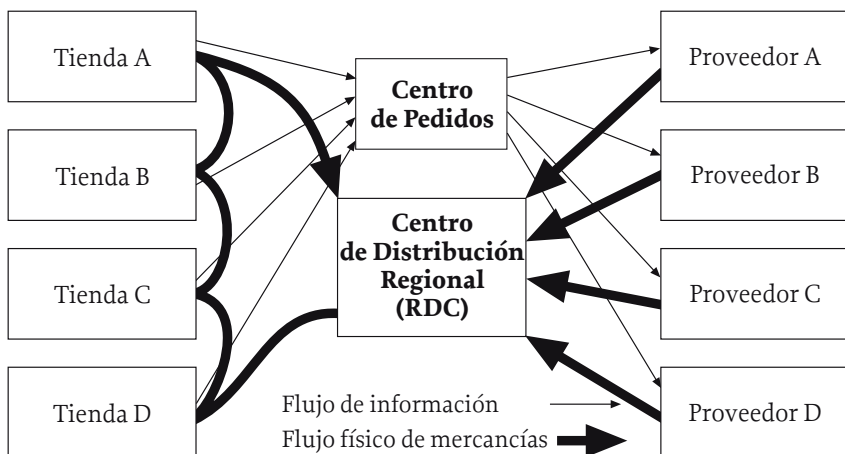 Tienda A
Tienda B
Tienda C
Tienda D
Centro
de Pedidos
Centro
de Distribución
Regional
(RDC)
Proveedor A
Proveedor B
Proveedor C
Proveedor D
Flujo de información
Flujo físico de mercancías